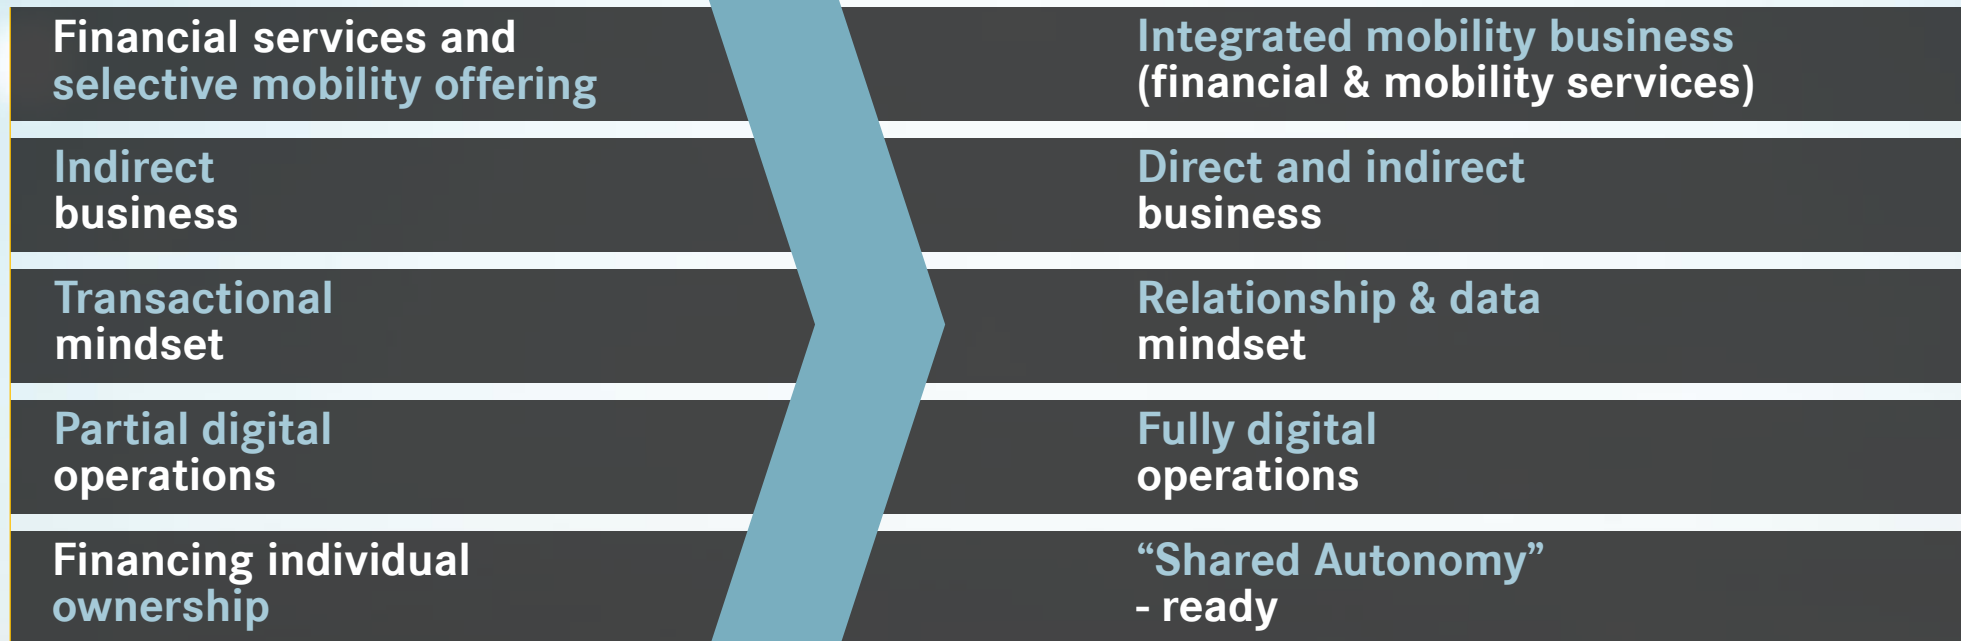 Financial services and
selective mobility offering
Integrated mobility business
(financial & mobility services)
Indirect
business
Direct and indirect
business
Transactional
mindset
Relationship & data
mindset
Partial digital
operations
Fully digital
operations
Financing individual
ownership
“Shared Autonomy”
- ready